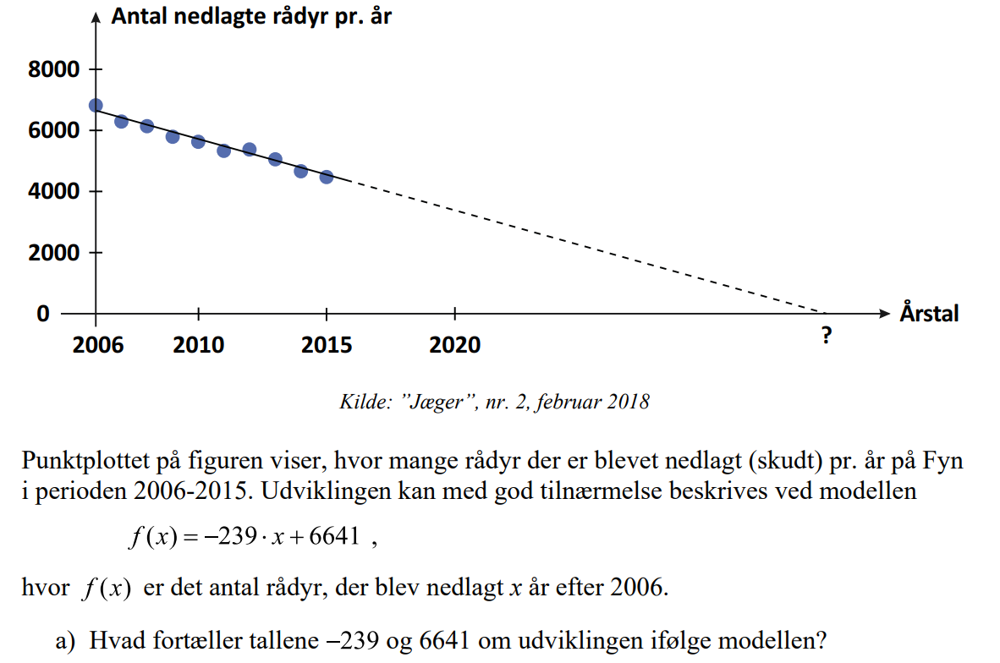 Antal nedlagte rådyr pr. år
8000
6000
4000
2000
0
Årstal
2006 2010 2015 2020 ?
Kilde: ”Jæger”, nr. 2, februar 2018
Punktplottet på figuren viser, hvor mange rådyr der er blevet nedlagt (skudt) pr. år på Fyn
i perioden 2006-2015. Udviklingen kan med god tilnærmelse beskrives ved modellen
f(x) = −239 · x + 6641 ,
hvor f(x) er det antal rådyr, der blev nedlagt x år efter 2006.
a) Hvad fortæller tallene −239 og 6641 om udviklingen ifølge modellen?